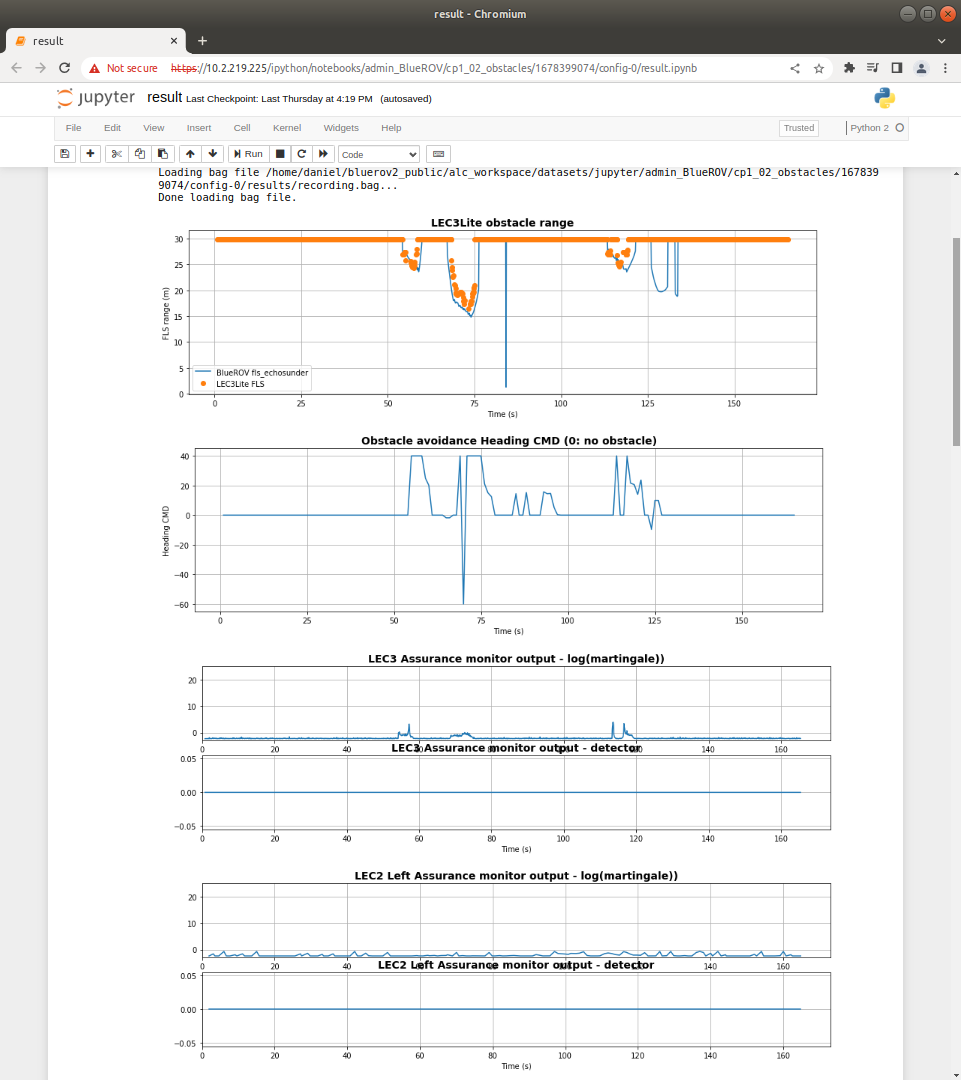 result - Chromium
result
Not secure https://10.2.219.225/ipython/notebooks/admin_BlueROV/cp1_02_obstacles/1678399074/config-0/result.ipynb
jupyter result Last Checkpoint: Last Thursday at 4:19 PM (autosaved)
File Edit View Insert Cell Kernel Widgets Help Trusted Python 2
Run Code
Loading bag file /home/daniel/bluerov2_public/alc_workspace/datasets/jupyter/admin_BlueROV/cp1_02_obstacles/167839
9074/config-0/results/recording.bag...
Done loading bag file.
LEC3Lite obstacle range
30
25
20
15
10
5
0
FLS range (m)
BlueROV fls_echosunder
LEC3Lite FLS
0 25 50 75 100 125 150
Time (s)
Obstacle avoidance Heading CMD (0: no obstacle)
40
20
0
−20
−40
−60
Heading CMD
0 25 50 75 100 125 150
Time (s)
LEC3 Assurance monitor output - log(martingale))
20
10
0
0 20 40 60 80 100 120 140 160
LEC3 Assurance monitor output - detector
0.05
0.00
−0.05
0 20 40 60 80 100 120 140 160
Time (s)
LEC2 Left Assurance monitor output - log(martingale))
20
10
0
0 20 40 60 80 100 120 140 160
LEC2 Left Assurance monitor output - detector
0.05
0.00
−0.05
0 20 40 60 80 100 120 140 160
Time (s)